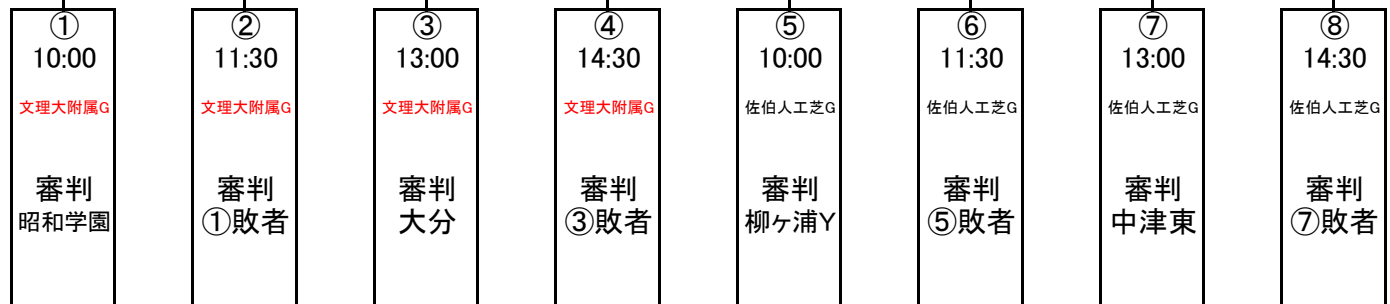 ① ② ③ ④ ⑤ ⑥ ⑦ ⑧
10:00 11:30 13:00 14:30 10:00 11:30 13:00 14:30
文理大附属G 文理大附属G 文理大附属G 文理大附属G 佐伯人工芝G 佐伯人工芝G 佐伯人工芝G 佐伯人工芝G
審判 審判 審判 審判 審判 審判 審判 審判
昭和学園 ①敗者 大分 ③敗者 柳ヶ浦Y ⑤敗者 中津東 ⑦敗者